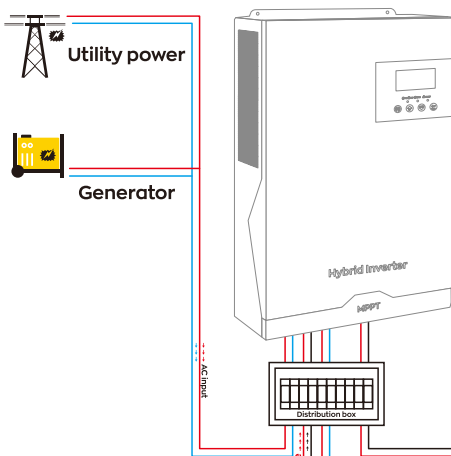 Utility power
Generator
Hybrid Inverter
MPPT
AC input
Distribution box